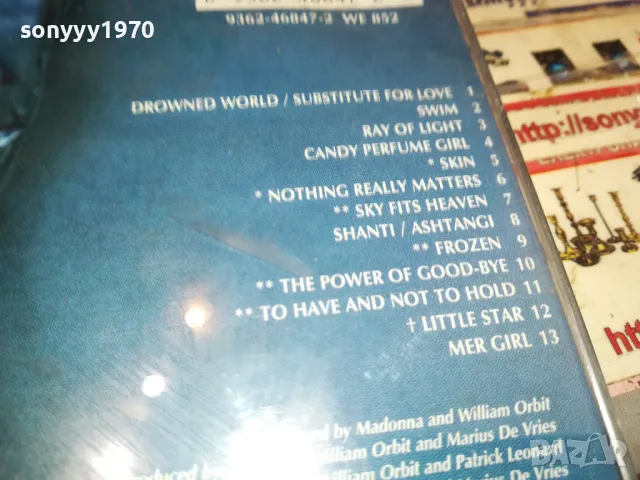 sonyyy1970
9362-46847-2 WE 852
DROWNED WORLD / SUBSTITUTE FOR LOVE 1
SWIM 2
RAY OF LIGHT 3
CANDY PERFUME GIRL 4
* SKIN 5
* NOTHING REALLY MATTERS 6
** SKY FITS HEAVEN 7
SHANTI / ASHTANGI 8
** FROZEN 9
** THE POWER OF GOOD-BYE 10
** TO HAVE AND NOT TO HOLD 11
† LITTLE STAR 12
MER GIRL 13
by Madonna and William Orbit
William Orbit and Marius De Vries
William Orbit and Patrick Leonard
Marius De Vries
http://sony
ht
BAZAR
bg